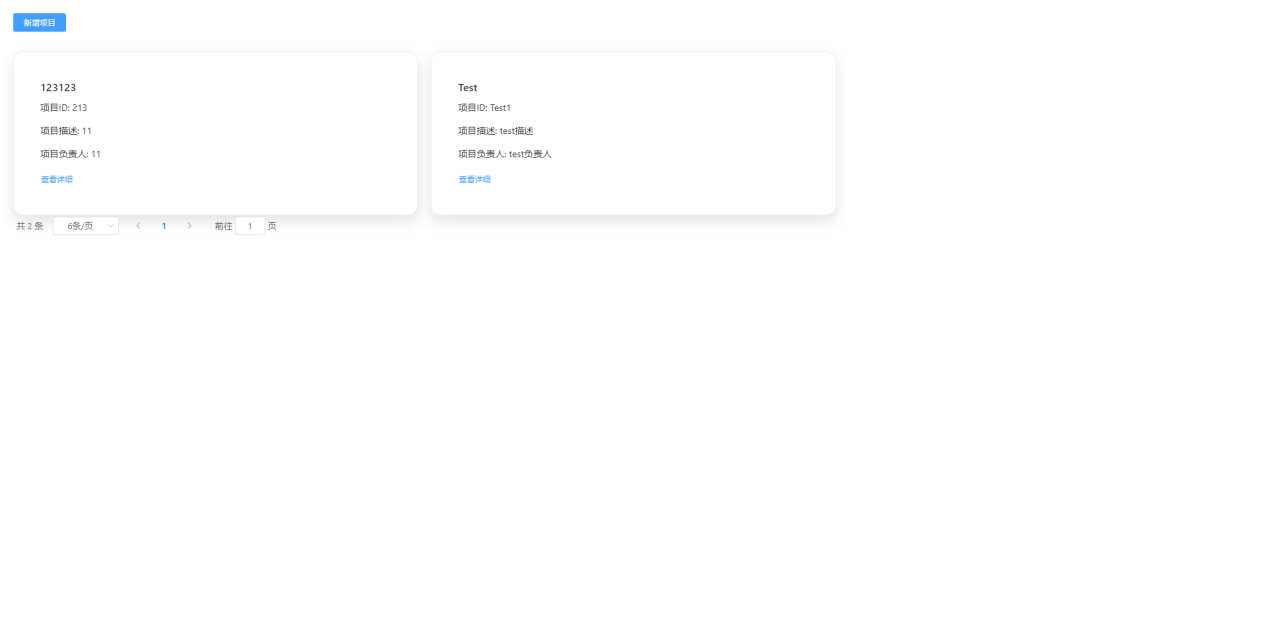 新增项目
123123
项目ID: 213
项目描述: 11
项目负责人: 11
查看详细
Test
项目ID: Test1
项目描述: test描述
项目负责人: test负责人
查看详细
共 2 条 6条/页 1 前往 1 页